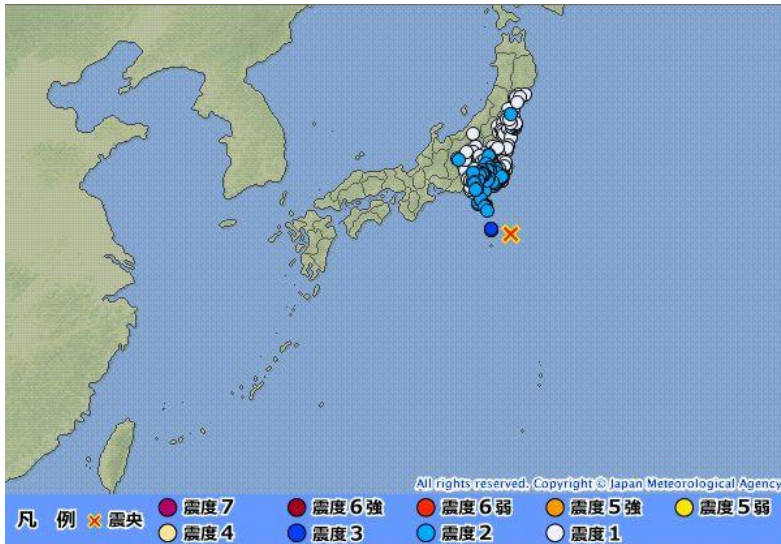 All rights reserved. Copyright © Japan Meteorological Agency
凡 例 震央 震度7 震度6強 震度6弱 震度5強 震度5弱
震度4 震度3 震度2 震度1